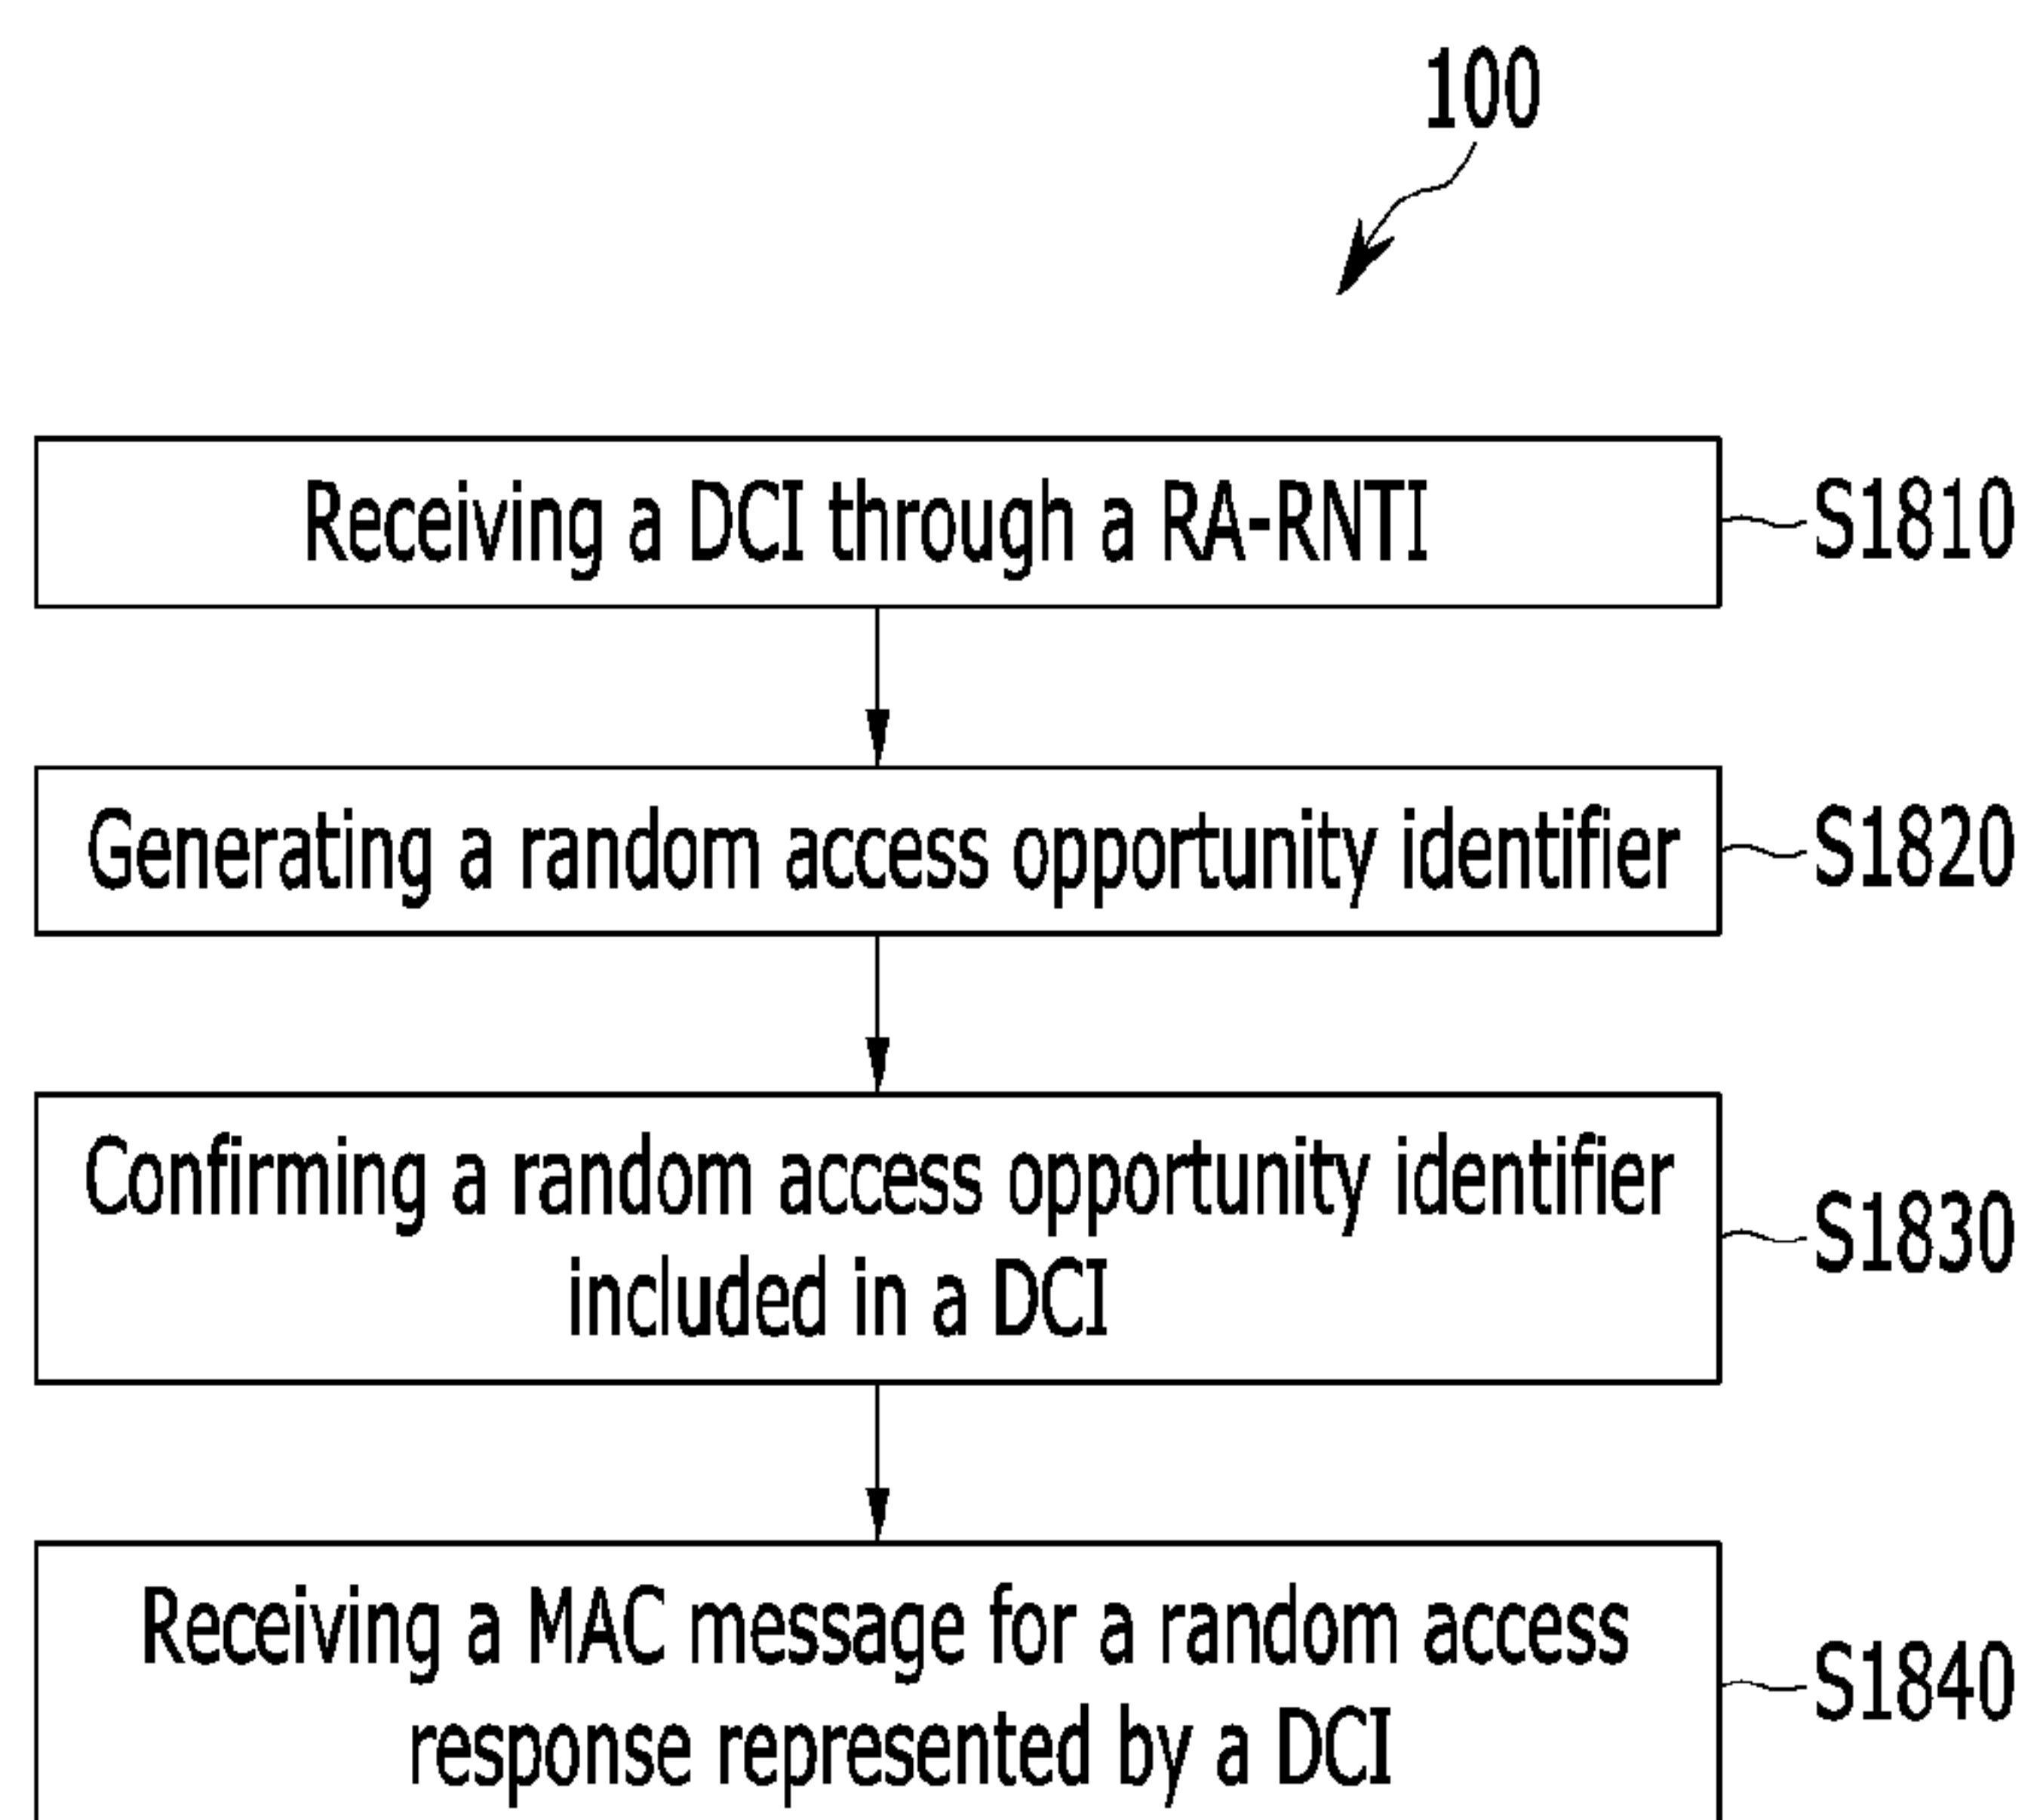 100
Receiving a DCI through a RA-RNTI
S1810
Generating a random access opportunity identifier
S1820
Confirming a random access opportunity identifier
included in a DCI
S1830
Receiving a MAC message for a random access
response represented by a DCI
S1840